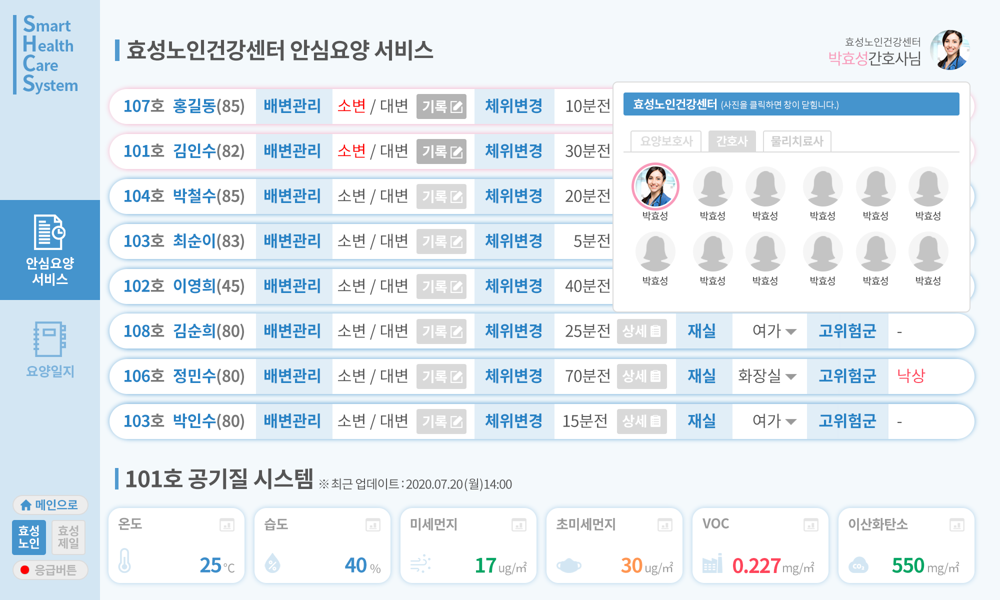 Smart
Health
Care
System
안심요양
서비스
요양일지
메인으로
효성
노인
효성
제일
응급버튼
효성노인건강센터 안심요양 서비스
효성노인건강센터
박효성간호사님
107호 홍길동(85) 배변관리 소변 / 대변 기록 체위변경 10분전
101호 김인수(82) 배변관리 소변 / 대변 기록 체위변경 30분전
104호 박철수(85) 배변관리 소변 / 대변 기록 체위변경 20분전
103호 최순이(83) 배변관리 소변 / 대변 기록 체위변경 5분전
102호 이영희(45) 배변관리 소변 / 대변 기록 체위변경 40분전
108호 김순희(80) 배변관리 소변 / 대변 기록 체위변경 25분전 상세 재실 여가 고위험군 -
106호 정민수(80) 배변관리 소변 / 대변 기록 체위변경 70분전 상세 재실 화장실 고위험군 낙상
103호 박인수(80) 배변관리 소변 / 대변 기록 체위변경 15분전 상세 재실 여가 고위험군 -
효성노인건강센터 (사진을 클릭하면 창이 닫힙니다.)
요양보호사 간호사 물리치료사
박효성 박효성 박효성 박효성 박효성 박효성
박효성 박효성 박효성 박효성 박효성 박효성
101호 공기질 시스템 ※최근 업데이트 : 2020.07.20(월)14:00
온도 습도 미세먼지 초미세먼지 VOC 이산화탄소
25 ℃ 40 % 17 ug/㎥ 30 ug/㎥ 0.227 mg/㎥ CO₂ 550 mg/㎥